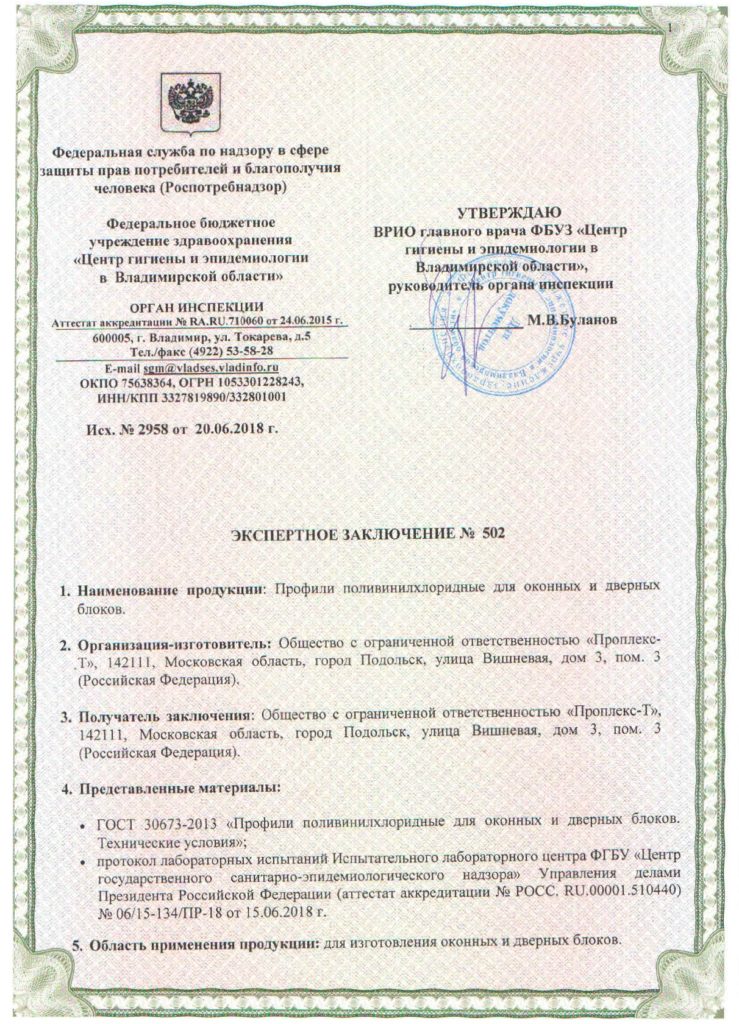 1
Федеральная служба по надзору в сфере
защиты прав потребителей и благополучия
человека (Роспотребнадзор)
Федеральное бюджетное
учреждение здравоохранения
«Центр гигиены и эпидемиологии
в Владимирской области»
ОРГАН ИНСПЕКЦИИ
Аттестат аккредитации № RA.RU.710060 от 24.06.2015 г.
600005, г. Владимир, ул. Токарева, д.5
Тел./факс (4922) 53-58-28
E-mail sgm@vladses.vladinfo.ru
ОКПО 75638364, ОГРН 1053301228243,
ИНН/КПП 3327819890/332801001
Исх. № 2958 от 20.06.2018 г.
УТВЕРЖДАЮ
ВРИО главного врача ФБУЗ «Центр
гигиены и эпидемиологии в
Владимирской области»,
руководитель органа инспекции
М.В.Буланов
Для
документов
ЭКСПЕРТНОЕ ЗАКЛЮЧЕНИЕ № 502
1. Наименование продукции: Профили поливинилхлоридные для оконных и дверных
блоков.
2. Организация-изготовитель: Общество с ограниченной ответственностью «Проплекс-
.Т», 142111, Московская область, город Подольск, улица Вишневая, дом 3, пом. 3
(Российская Федерация).
3. Получатель заключения: Общество с ограниченной ответственностью «Проплекс-Т»,
142111, Московская область, город Подольск, улица Вишневая, дом 3, пом. 3
(Российская Федерация).
4. Представленные материалы:
• ГОСТ 30673-2013 «Профили поливинилхлоридные для оконных и дверных блоков.
Технические условия»;
• протокол лабораторных испытаний Испытательного лабораторного центра ФГБУ «Центр
государственного санитарно-эпидемиологического надзора» Управления делами
Президента Российской Федерации (аттестат аккредитации № РОСС. RU.00001.510440)
№ 06/15-134/ПР-18 от 15.06.2018 г.
5. Область применения продукции: для изготовления оконных и дверных блоков.